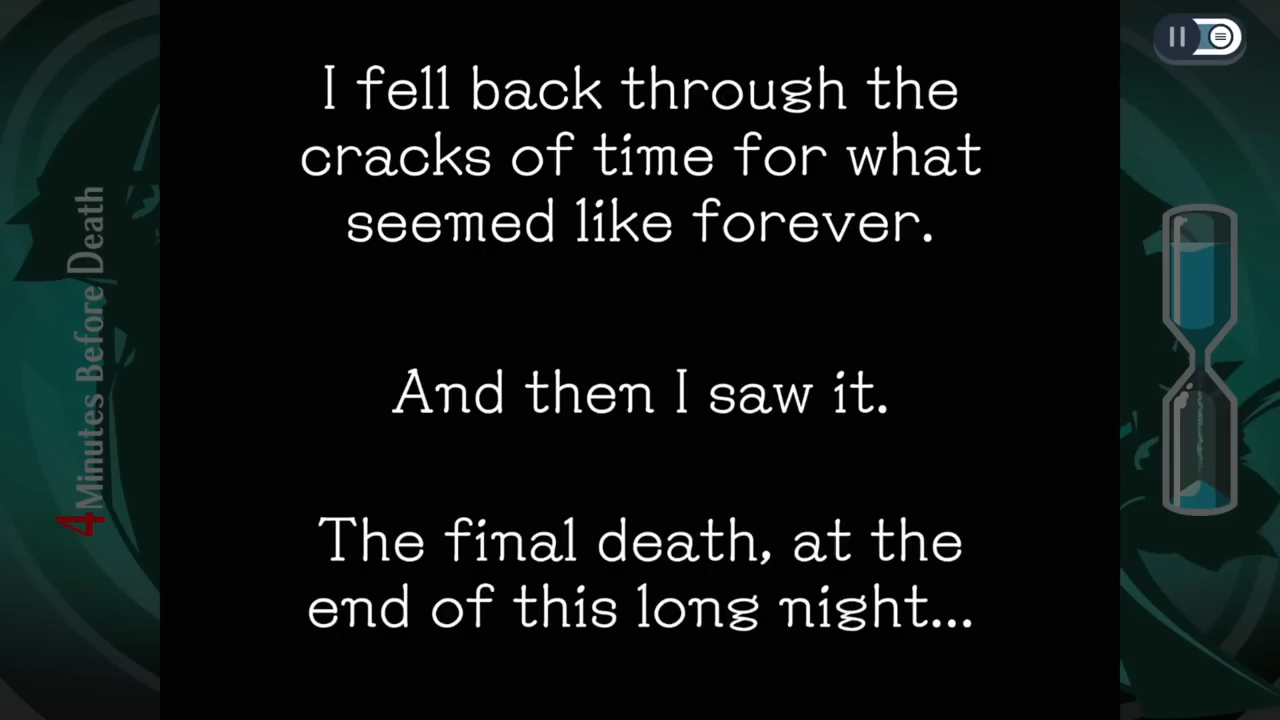 I fell back through the
cracks of time for what
seemed like forever.
And then I saw it.
The final death, at the
end of this long night...
4 Minutes Before Death